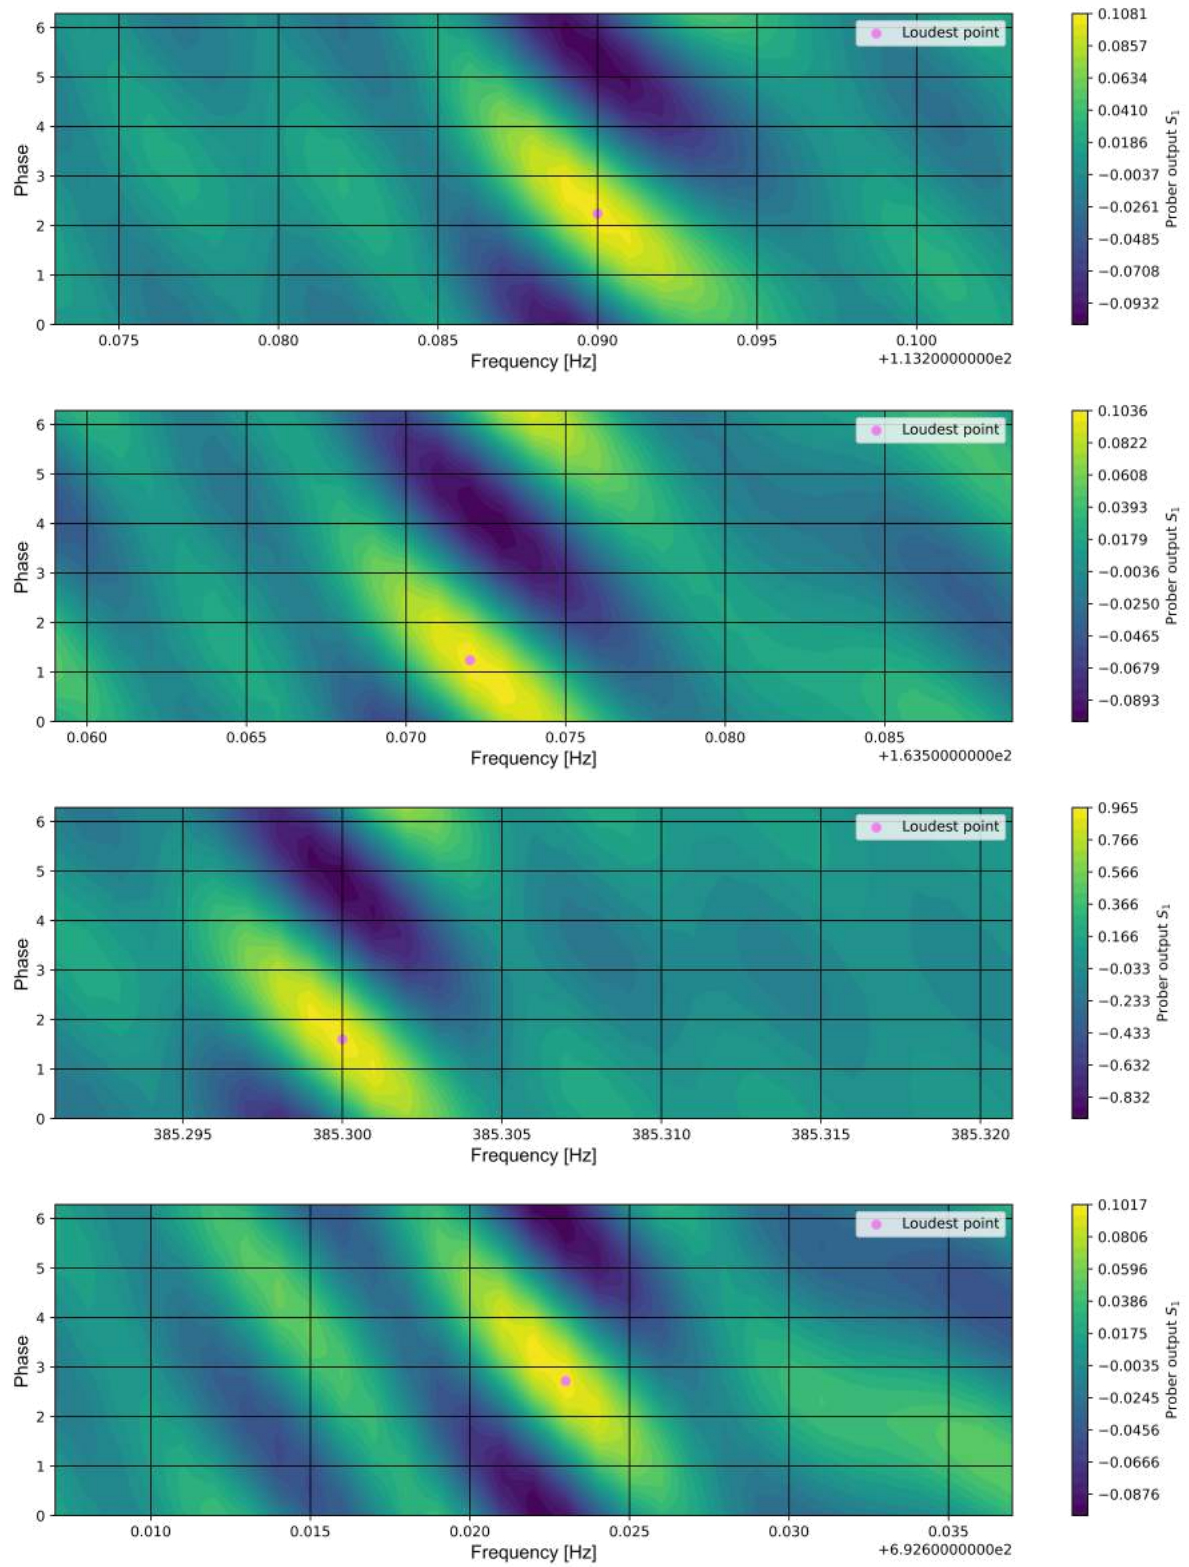 6
5
4
3
2
1
0
Phase
Loudest point
0.075 0.080 0.085 0.090 0.095 0.100
+1.1320000000e2
Frequency [Hz]
0.1081
0.0857
0.0634
0.0410
0.0186
−0.0037
−0.0261
−0.0485
−0.0708
−0.0932
Prober output S₁
6
5
4
3
2
1
0
Phase
Loudest point
0.060 0.065 0.070 0.075 0.080 0.085
+1.6350000000e2
Frequency [Hz]
0.1036
0.0822
0.0608
0.0393
0.0179
−0.0036
−0.0250
−0.0465
−0.0679
−0.0893
Prober output S₁
6
5
4
3
2
1
0
Phase
Loudest point
385.295 385.300 385.305 385.310 385.315 385.320
Frequency [Hz]
0.965
0.766
0.566
0.366
0.166
−0.033
−0.233
−0.433
−0.632
−0.832
Prober output S₁
6
5
4
3
2
1
0
Phase
Loudest point
0.010 0.015 0.020 0.025 0.030 0.035
+6.9260000000e2
Frequency [Hz]
0.1017
0.0806
0.0596
0.0386
0.0175
−0.0035
−0.0245
−0.0456
−0.0666
−0.0876
Prober output S₁